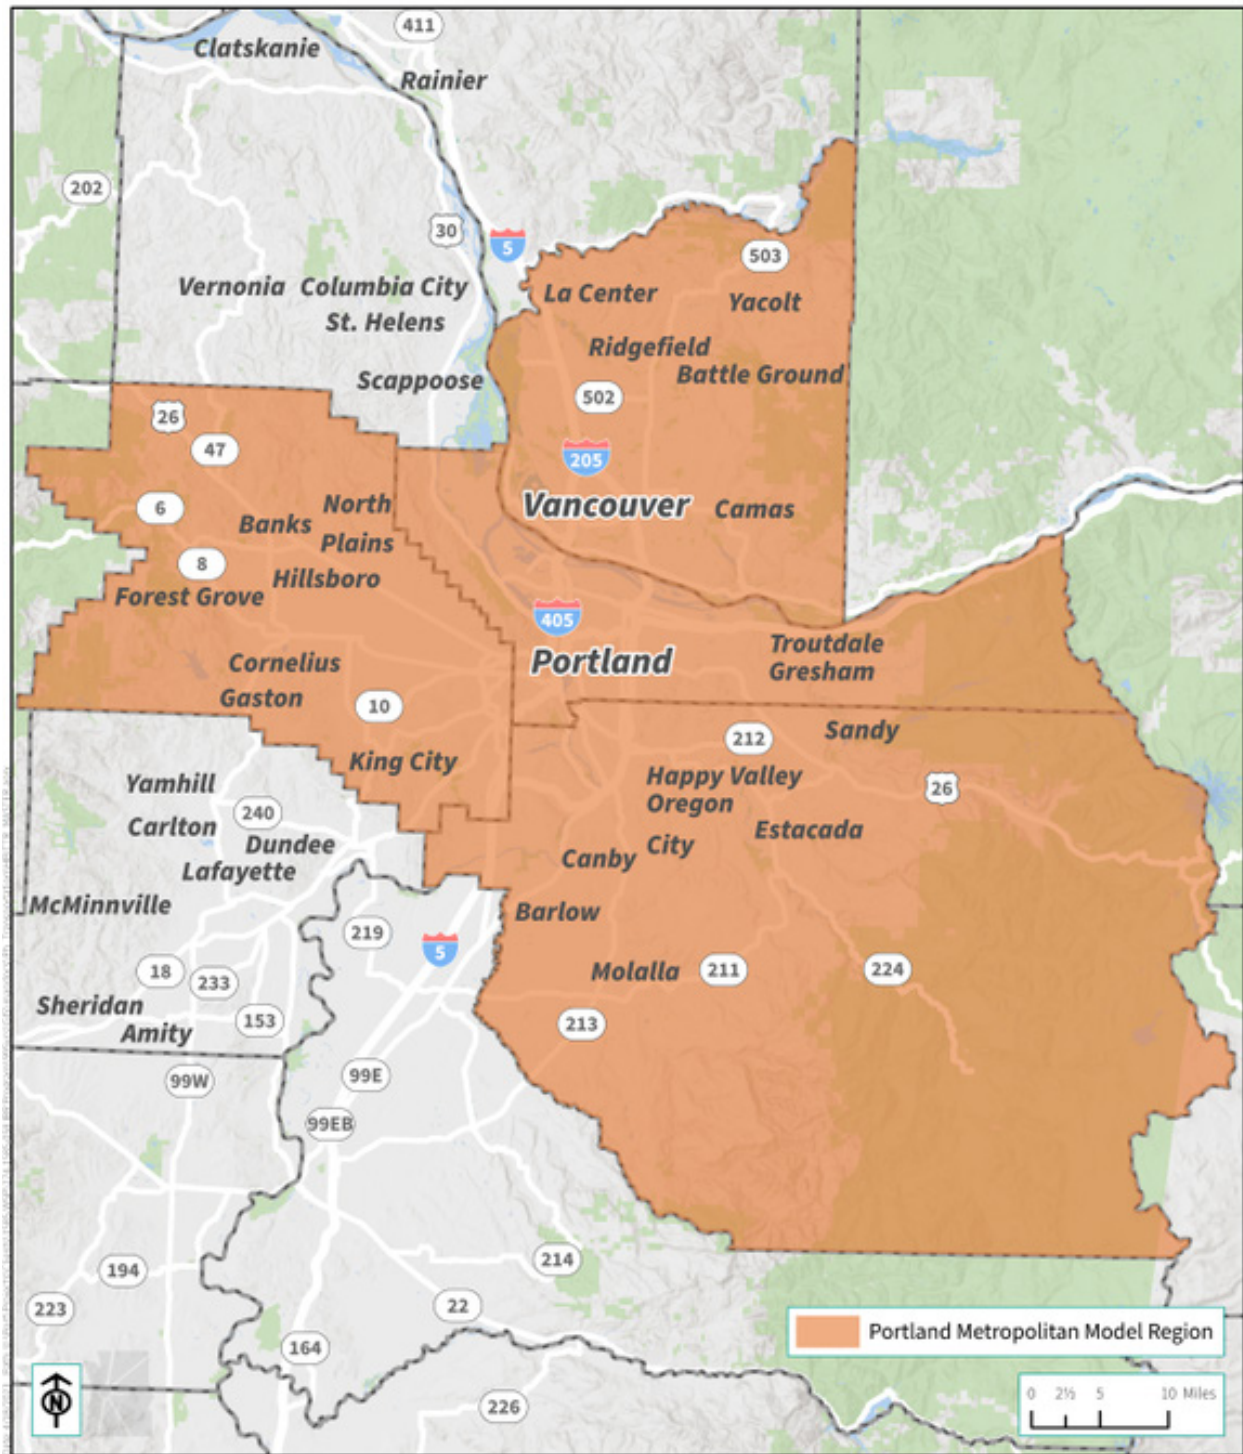 411
Clatskanie
Rainier
202
30
5
503
Vernonia
Columbia City
La Center
Yacolt
St. Helens
Ridgefield
Scappoose
Battle Ground
502
26
47
205
6
North
Vancouver
Camas
Banks
Plains
8
Hillsboro
Forest Grove
405
Troutdale
Cornelius
Portland
Gresham
Gaston
10
Sandy
212
King City
Happy Valley
Yamhill
26
Oregon
240
Carlton
Estacada
Dundee
City
Canby
Lafayette
McMinnville
Barlow
219
5
18
Molalla
211
224
233
Sheridan
153
213
Amity
99W
99E
99EB
214
194
22
223
Portland Metropolitan Model Region
164
N
0 2½ 5 10 Miles
226